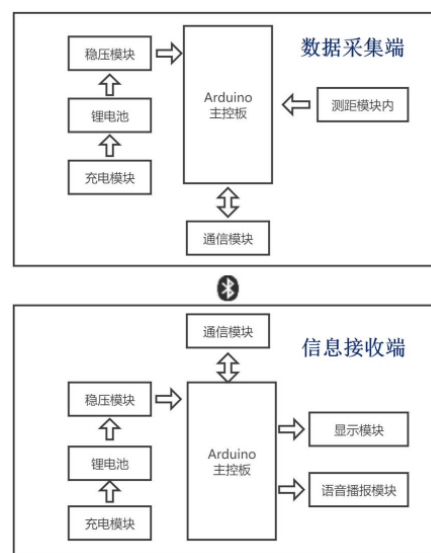 数据采集端
稳压模块
Arduino
主控板
锂电池
测距模块内
充电模块
通信模块
通信模块
信息接收端
稳压模块
显示模块
Arduino
主控板
锂电池
语音播报模块
充电模块